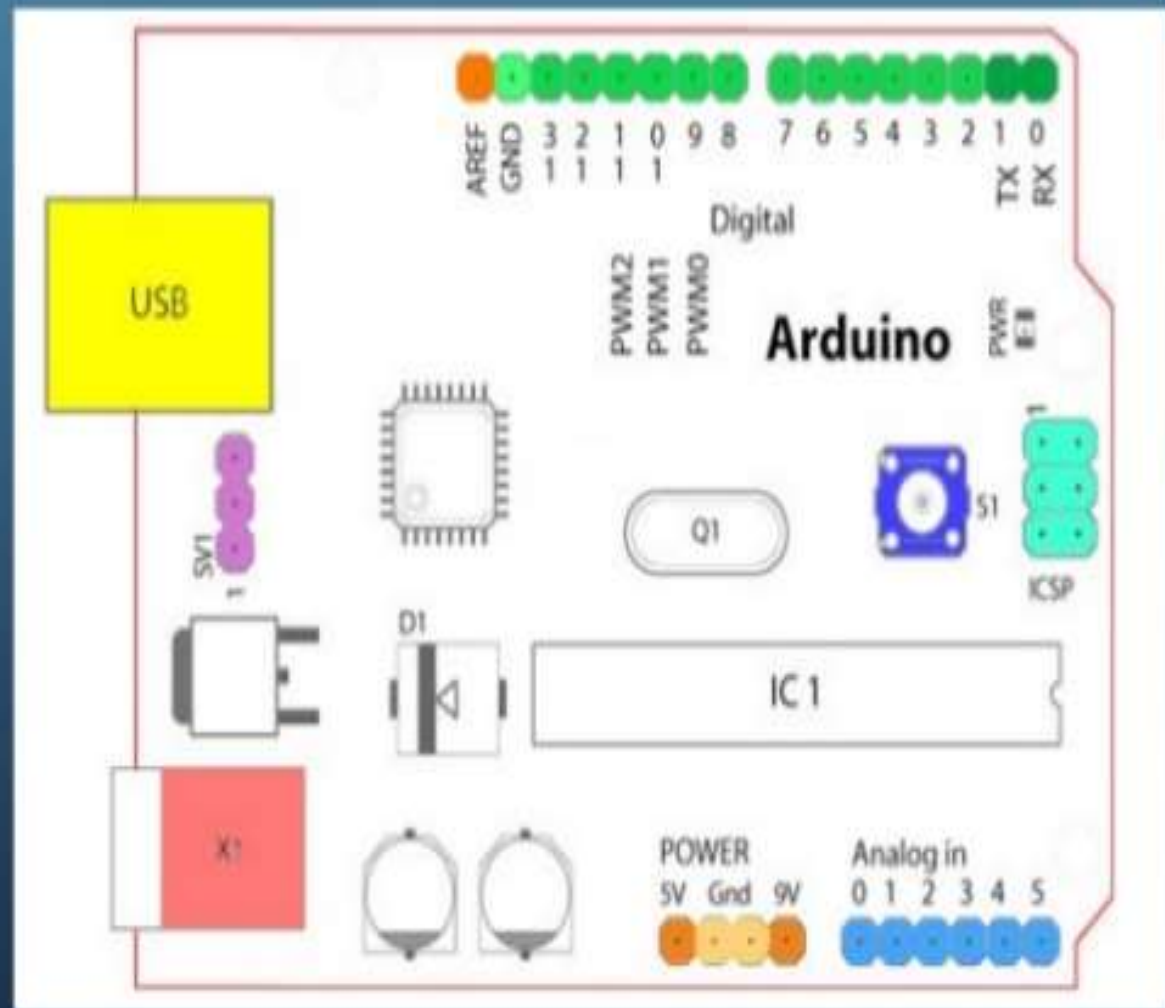 AREF GND 13 12 11 10 9 8 7 6 5 4 3 2 1 0
TX RX
Digital
USB
PWM2 PWM1 PWM0
Arduino
PWR
1
S1
Q1
SV1
1
ICSP
D1
IC 1
X1
POWER
5V Gnd 9V
Analog in
0 1 2 3 4 5